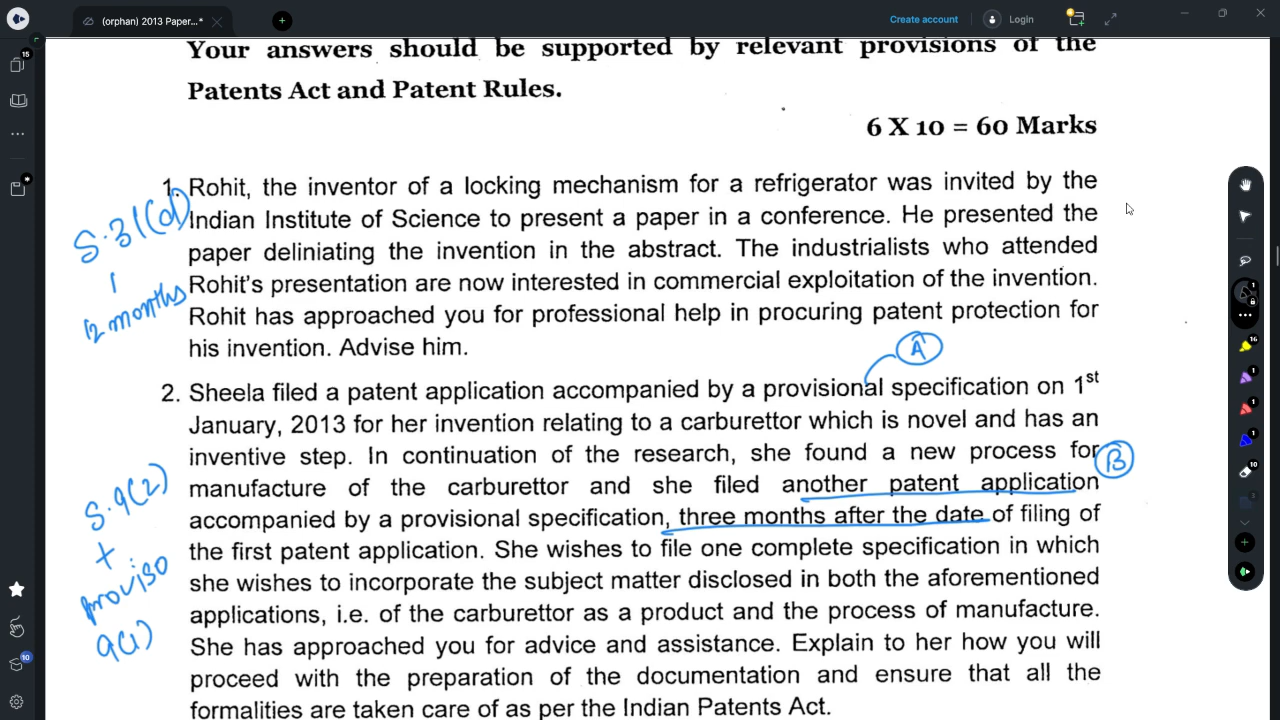 (orphan) 2013 Paper...*
Create account
Login
Your answers should be supported by relevant provisions of the
Patents Act and Patent Rules.
6 X 10 = 60 Marks
1. Rohit, the inventor of a locking mechanism for a refrigerator was invited by the
Indian Institute of Science to present a paper in a conference. He presented the
paper deliniating the invention in the abstract. The industrialists who attended
Rohit's presentation are now interested in commercial exploitation of the invention.
Rohit has approached you for professional help in procuring patent protection for
his invention. Advise him.
S.31(d)
12 months
A
2. Sheela filed a patent application accompanied by a provisional specification on 1st
January, 2013 for her invention relating to a carburettor which is novel and has an
inventive step. In continuation of the research, she found a new process for
manufacture of the carburettor and she filed another patent application
accompanied by a provisional specification, three months after the date of filing of
the first patent application. She wishes to file one complete specification in which
she wishes to incorporate the subject matter disclosed in both the aforementioned
applications, i.e. of the carburettor as a product and the process of manufacture.
She has approached you for advice and assistance. Explain to her how you will
proceed with the preparation of the documentation and ensure that all the
formalities are taken care of as per the Indian Patents Act.
B
S.9(2)
+
proviso
9(1)
15
10
1
16
1
1
1
10